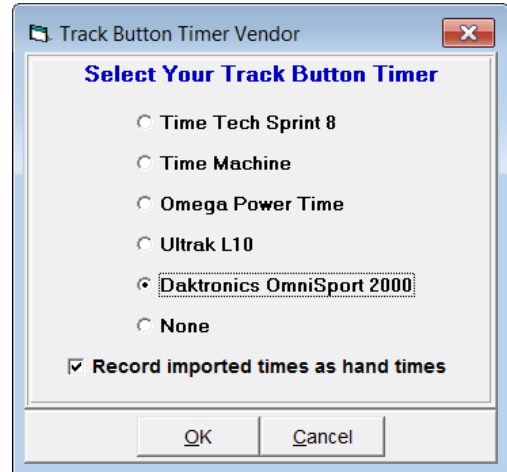 Track Button Timer Vendor
Select Your Track Button Timer
Time Tech Sprint 8
Time Machine
Omega Power Time
Ultrak L10
Daktronics OmniSport 2000
None
Record imported times as hand times
OK Cancel